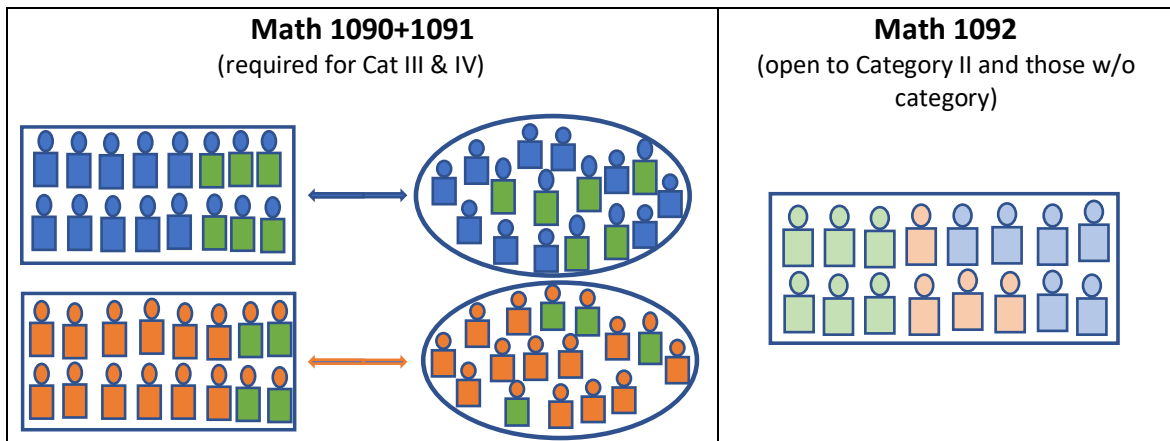 Math 1090+1091
(required for Cat III & IV)
Math 1092
(open to Category II and those w/o
category)